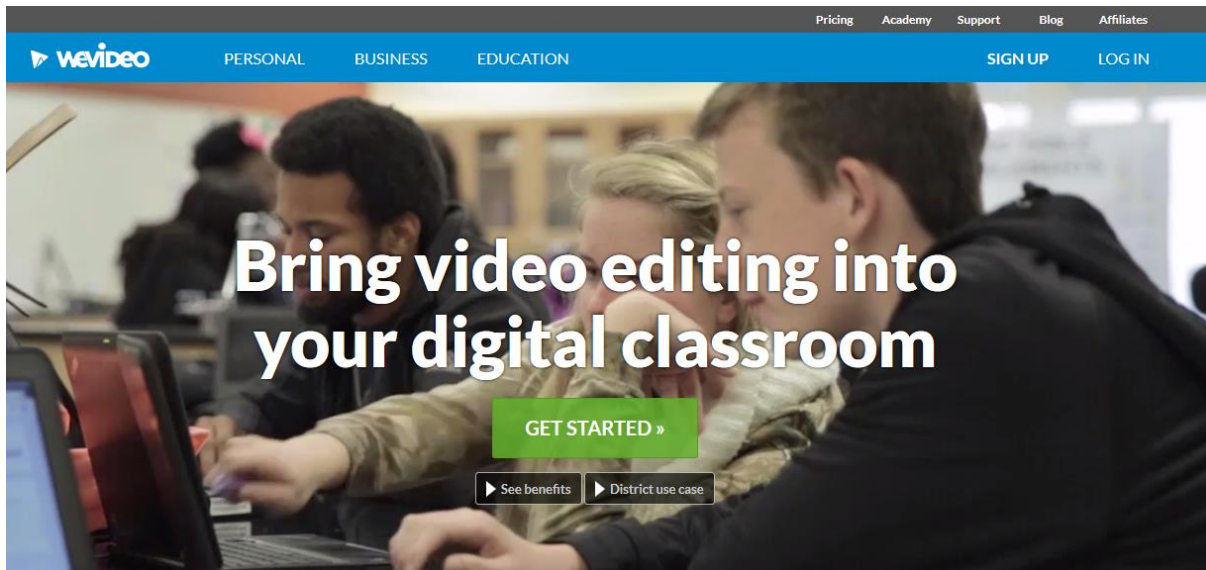 Pricing Academy Support Blog Affiliates
WEVIDEO PERSONAL BUSINESS EDUCATION SIGN UP LOG IN
Bring video editing into
your digital classroom
GET STARTED »
See benefits District use case